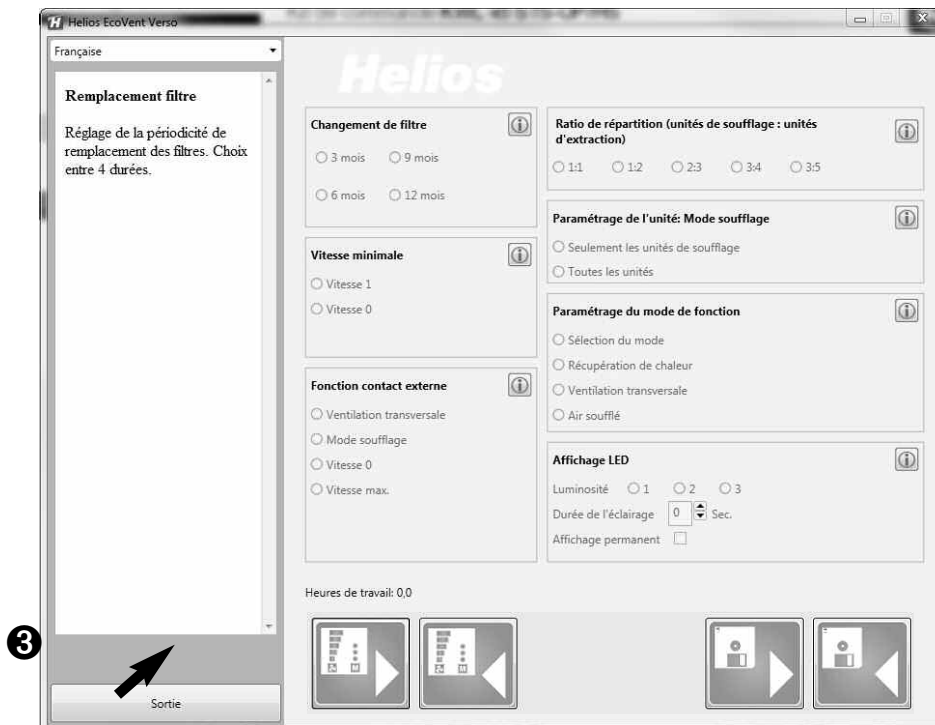 Helios EcoVent Verso
Française
Remplacement filtre
Réglage de la périodicité de
remplacement des filtres. Choix
entre 4 durées.
Helios
Changement de filtre
3 mois
9 mois
6 mois
12 mois
Vitesse minimale
Vitesse 1
Vitesse 0
Fonction contact externe
Ventilation transversale
Mode soufflage
Vitesse 0
Vitesse max.
Ratio de répartition (unités de soufflage : unités
d'extraction)
1:1
1:2
2:3
3:4
3:5
Paramétrage de l'unité: Mode soufflage
Seulement les unités de soufflage
Toutes les unités
Paramétrage du mode de fonction
Sélection du mode
Récupération de chaleur
Ventilation transversale
Air soufflé
Affichage LED
Luminosité 1 2 3
Durée de l'éclairage 0 Sec.
Affichage permanent
Heures de travail: 0,0
3
Sortie